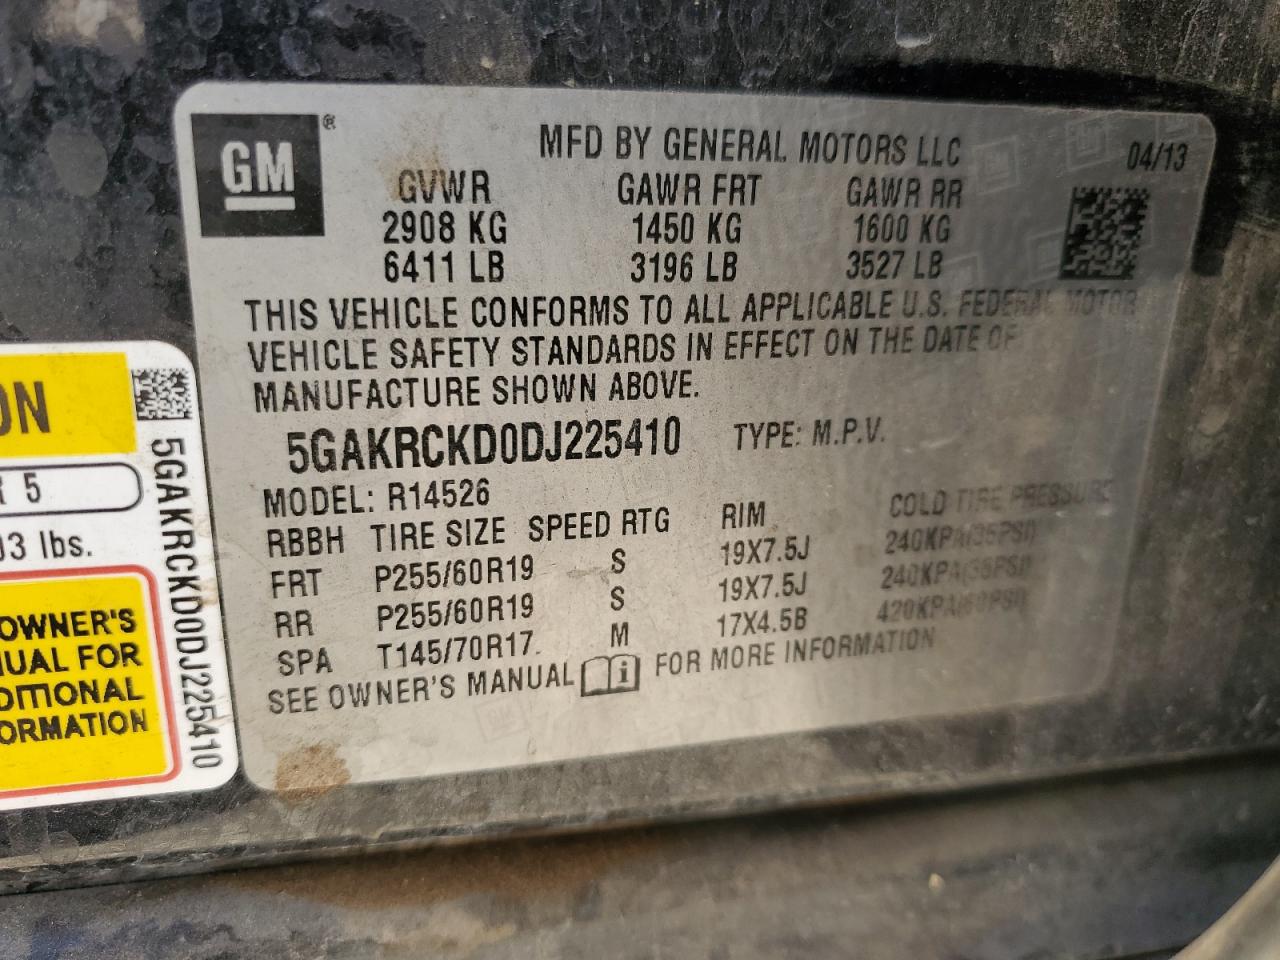 GM®
MFD BY GENERAL MOTORS LLC
04/13
GVWR GAWR FRT GAWR RR
2908 KG 1450 KG 1600 KG
6411 LB 3196 LB 3527 LB
THIS VEHICLE CONFORMS TO ALL APPLICABLE U.S. FEDERAL MOTOR
VEHICLE SAFETY STANDARDS IN EFFECT ON THE DATE OF
MANUFACTURE SHOWN ABOVE.
5GAKRCKD0DJ225410 TYPE: M.P.V.
MODEL: R14526
RBBH TIRE SIZE SPEED RTG RIM COLD TIRE PRESSURE
FRT P255/60R19 S 19X7.5J 240KPA(35PSI)
RR P255/60R19 S 19X7.5J 240KPA(35PSI)
SPA T145/70R17. M 17X4.5B 420KPA(60PSI)
SEE OWNER'S MANUAL i FOR MORE INFORMATION
ON
R 5
03 lbs.
OWNER'S
NUAL FOR
DITIONAL
ORMATION
5GAKRCKD0DJ225410